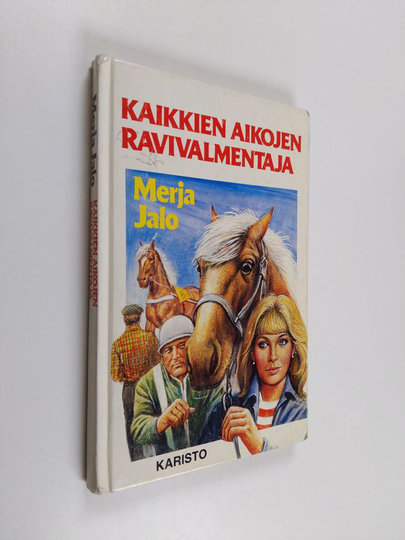 KAIKKIEN AIKOJEN
RAVIVALMENTAJA
Merja
Jalo
KARISTO
Merja Jalo
KAIKKIEN AIKOJEN